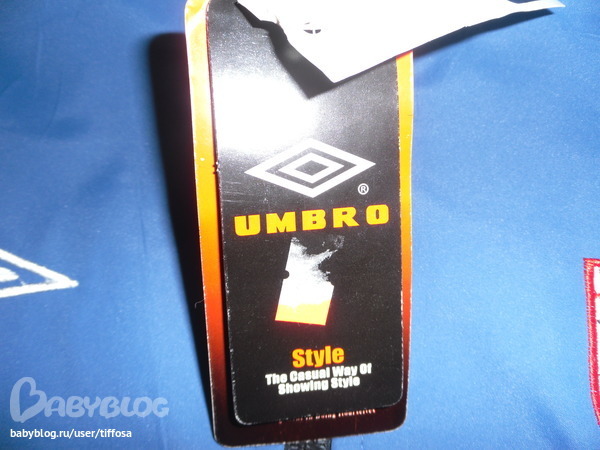 ®
UMBRO
Style
The Casual Way Of
Showing Style
BABYBLOG
babyblog.ru/user/tiffosa